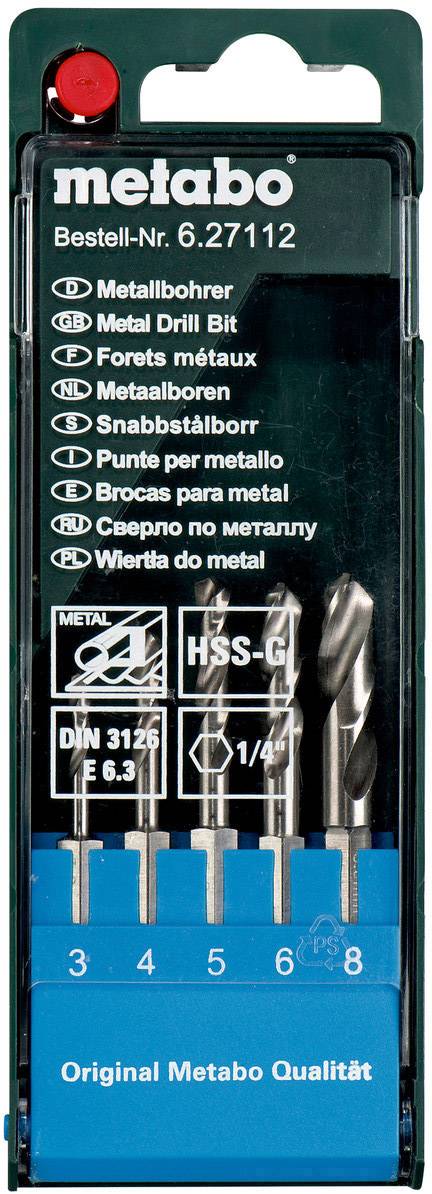 metabo®
Bestell-Nr. 6.27112
D Metallbohrer
GB Metal Drill Bit
F Forets métaux
NL Metaalboren
S Snabbstålborr
I Punte per metallo
E Brocas para metal
RU Сверло по металлу
PL Wiertła do metal
METAL
HSS-G
DIN 3126
E 6.3
1/4"
3 4 5 6 8
PS
Original Metabo Qualität